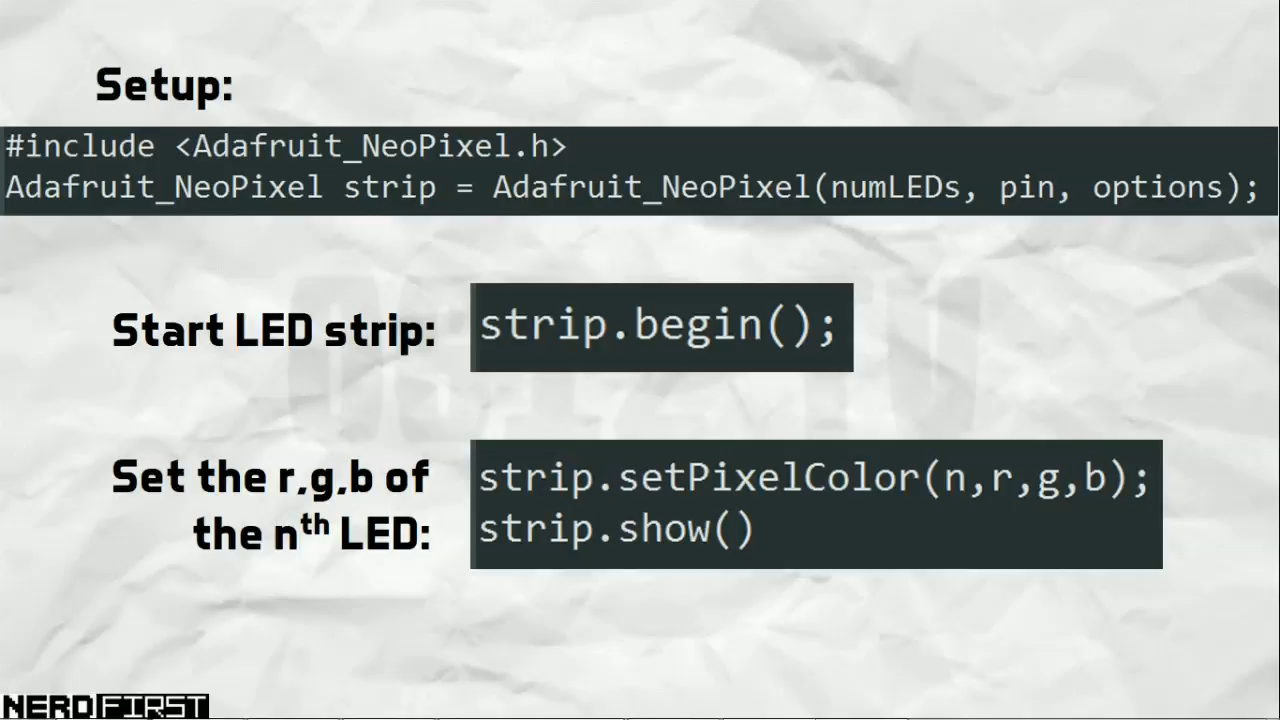 Setup:
#include <Adafruit_NeoPixel.h>
Adafruit_NeoPixel strip = Adafruit_NeoPixel(numLEDs, pin, options);
Start LED strip:
strip.begin();
Set the r,g,b of
the nth LED:
strip.setPixelColor(n,r,g,b);
strip.show()
NERDFIRST